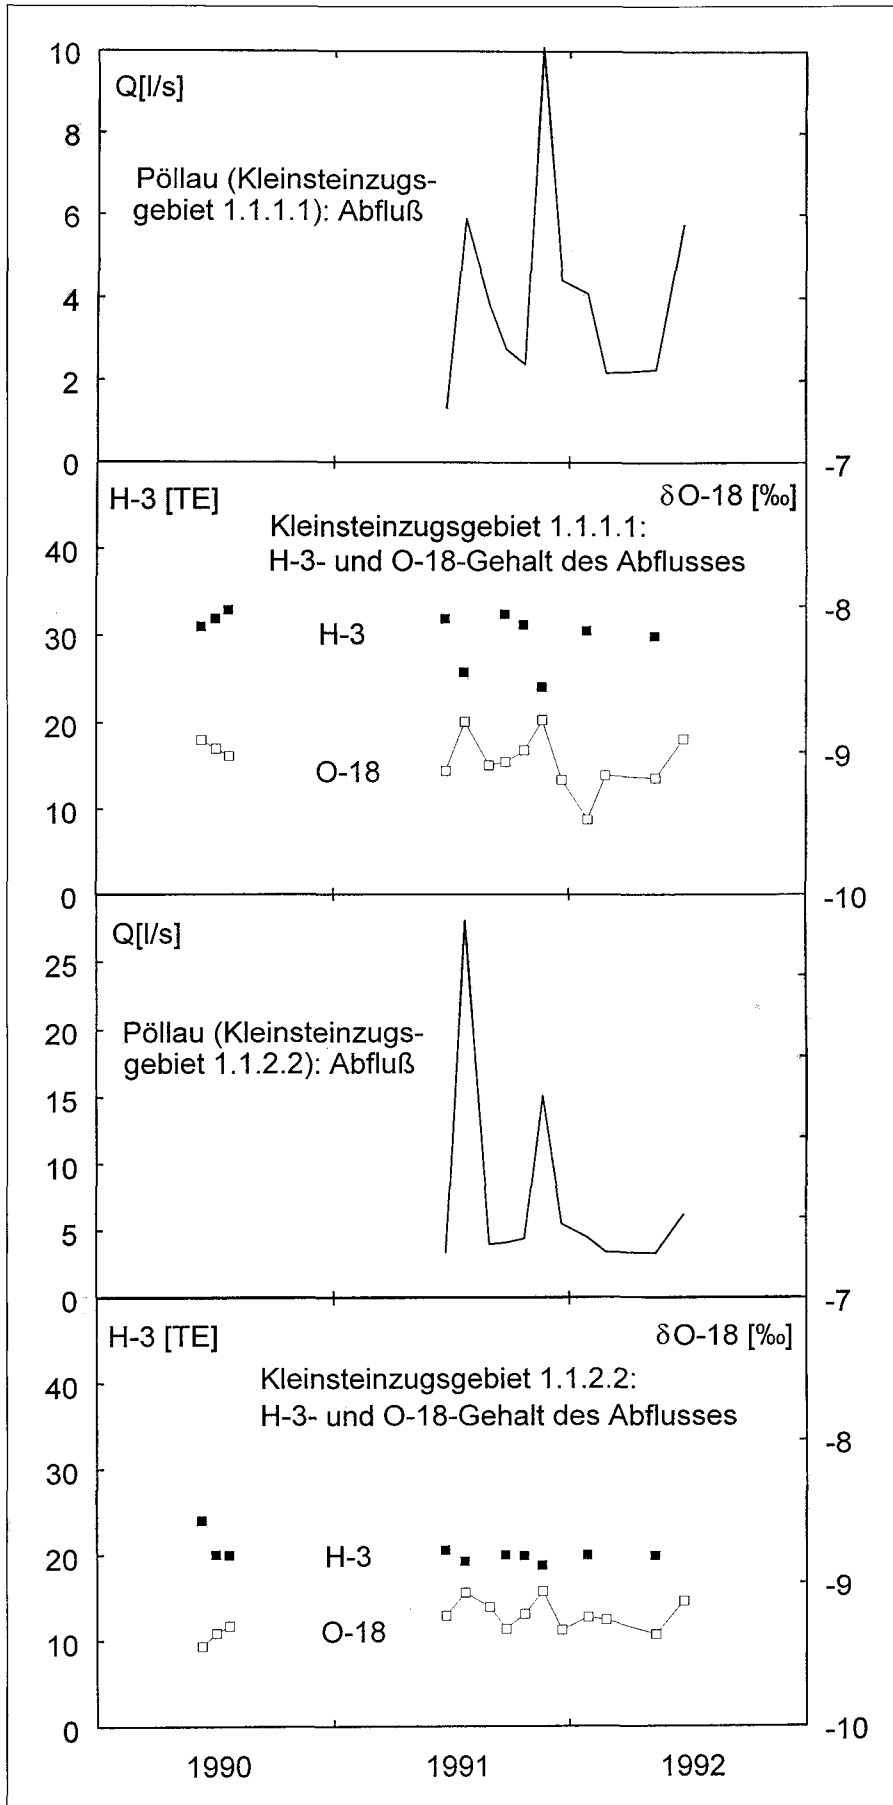 10
Q[l/s]
8
Pöllau (Kleinsteinzugs-
gebiet 1.1.1.1): Abfluß
6
4
2
0
-7
H-3 [TE]
δO-18 [‰]
Kleinsteinzugsgebiet 1.1.1.1:
H-3- und O-18-Gehalt des Abflusses
40
-8
30
H-3
20
-9
O-18
10
0
-10
Q[l/s]
25
Pöllau (Kleinsteinzugs-
gebiet 1.1.2.2): Abfluß
20
15
10
5
0
-7
H-3 [TE]
δO-18 [‰]
Kleinsteinzugsgebiet 1.1.2.2:
H-3- und O-18-Gehalt des Abflusses
40
-8
30
20
H-3
-9
O-18
10
0
-10
1990
1991
1992